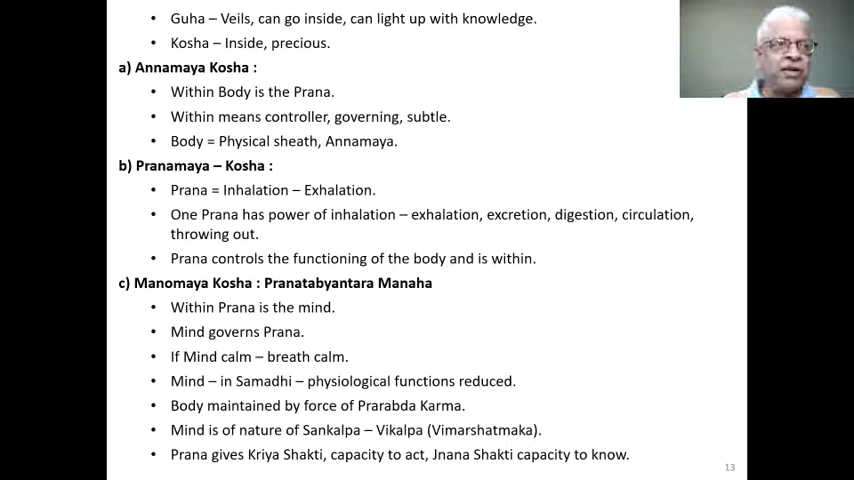 • Guha – Veils, can go inside, can light up with knowledge.
• Kosha – Inside, precious.
a) Annamaya Kosha :
• Within Body is the Prana.
• Within means controller, governing, subtle.
• Body = Physical sheath, Annamaya.
b) Pranamaya – Kosha :
• Prana = Inhalation – Exhalation.
• One Prana has power of inhalation – exhalation, excretion, digestion, circulation,
throwing out.
• Prana controls the functioning of the body and is within.
c) Manomaya Kosha : Pranatabyantara Manaha
• Within Prana is the mind.
• Mind governs Prana.
• If Mind calm – breath calm.
• Mind – in Samadhi – physiological functions reduced.
• Body maintained by force of Prarabda Karma.
• Mind is of nature of Sankalpa – Vikalpa (Vimarshatmaka).
• Prana gives Kriya Shakti, capacity to act, Jnana Shakti capacity to know.
13